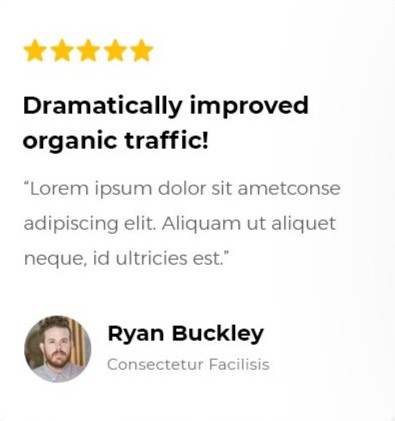 Dramatically improved
organic traffic!
“Lorem ipsum dolor sit ametconse
adipiscing elit. Aliquam ut aliquet
neque, id ultricies est.”
Ryan Buckley
Consectetur Facilisis